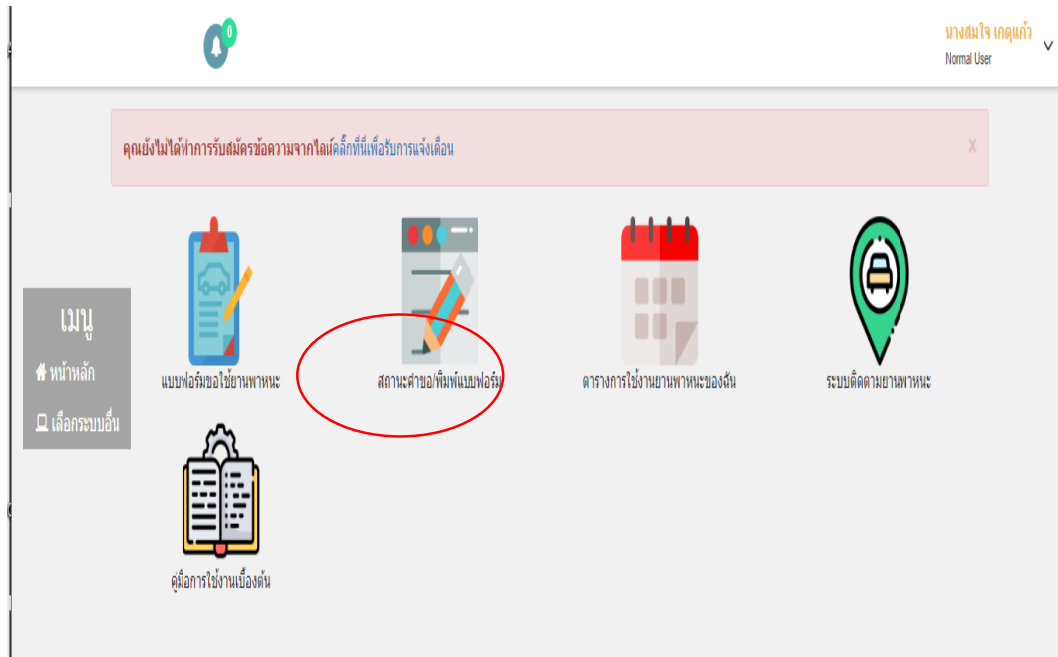 0
นางสมใจ เกตุแก้ว
Normal User
คุณยังไม่ได้ทำการรับสมัครข้อความจากไลน์คลิ๊กที่นี่เพื่อรับการแจ้งเตือน
X
เมนู
หน้าหลัก
เลือกระบบอื่น
แบบฟอร์มขอใช้ยานพาหนะ
สถานะคำขอ/พิมพ์แบบฟอร์ม
ตารางการใช้งานยานพาหนะของฉัน
ระบบติดตามยานพาหนะ
คู่มือการใช้งานเบื้องต้น